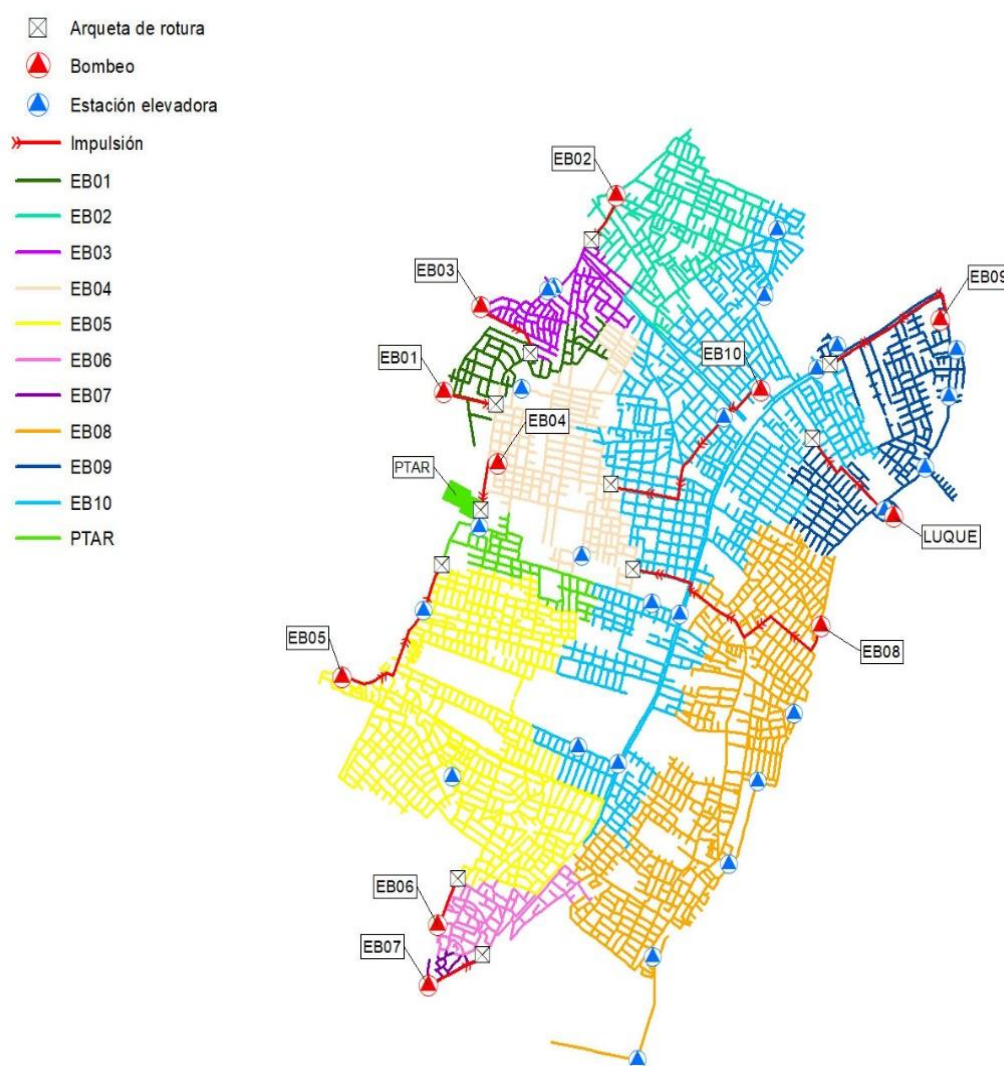 Arqueta de rotura
Bombeo
Estación elevadora
Impulsión
EB01
EB02
EB03
EB04
EB05
EB06
EB07
EB08
EB09
EB10
PTAR
EB02
EB03
EB09
EB01
EB10
EB04
PTAR
LUQUE
EB05
EB08
EB06
EB07